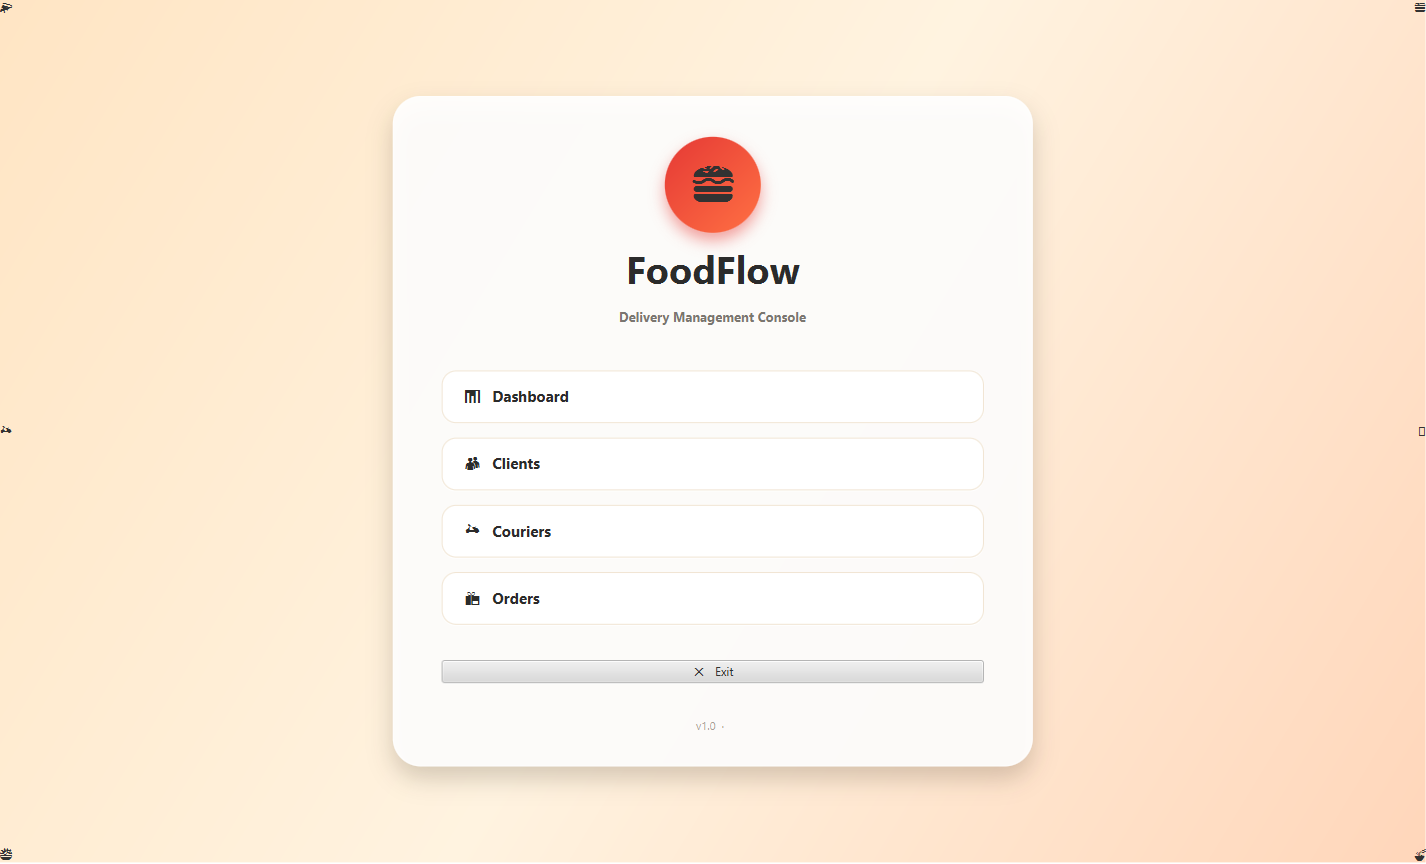 FoodFlow
Delivery Management Console
Dashboard
Clients
Couriers
Orders
Exit
v1.0 ·